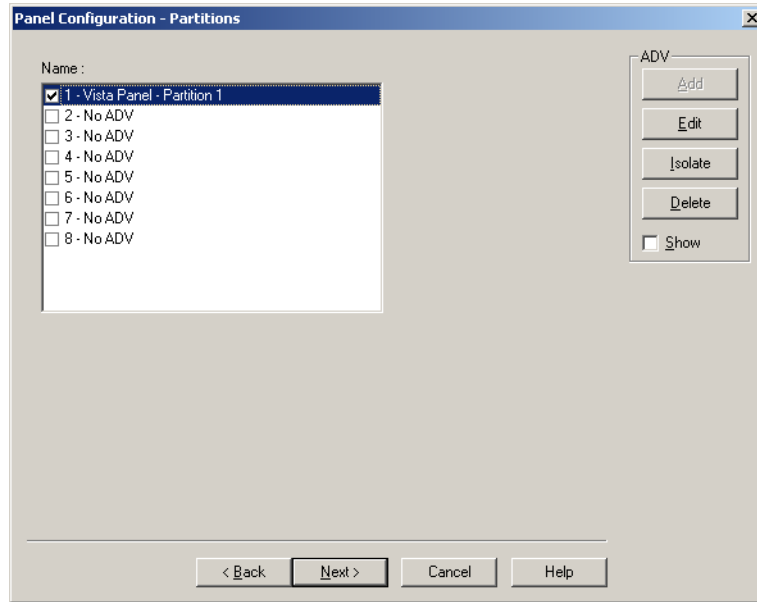 Panel Configuration - Partitions
Name :
1 - Vista Panel - Partition 1
2 - No ADV
3 - No ADV
4 - No ADV
5 - No ADV
6 - No ADV
7 - No ADV
8 - No ADV
ADV
Add
Edit
Isolate
Delete
Show
< Back
Next >
Cancel
Help